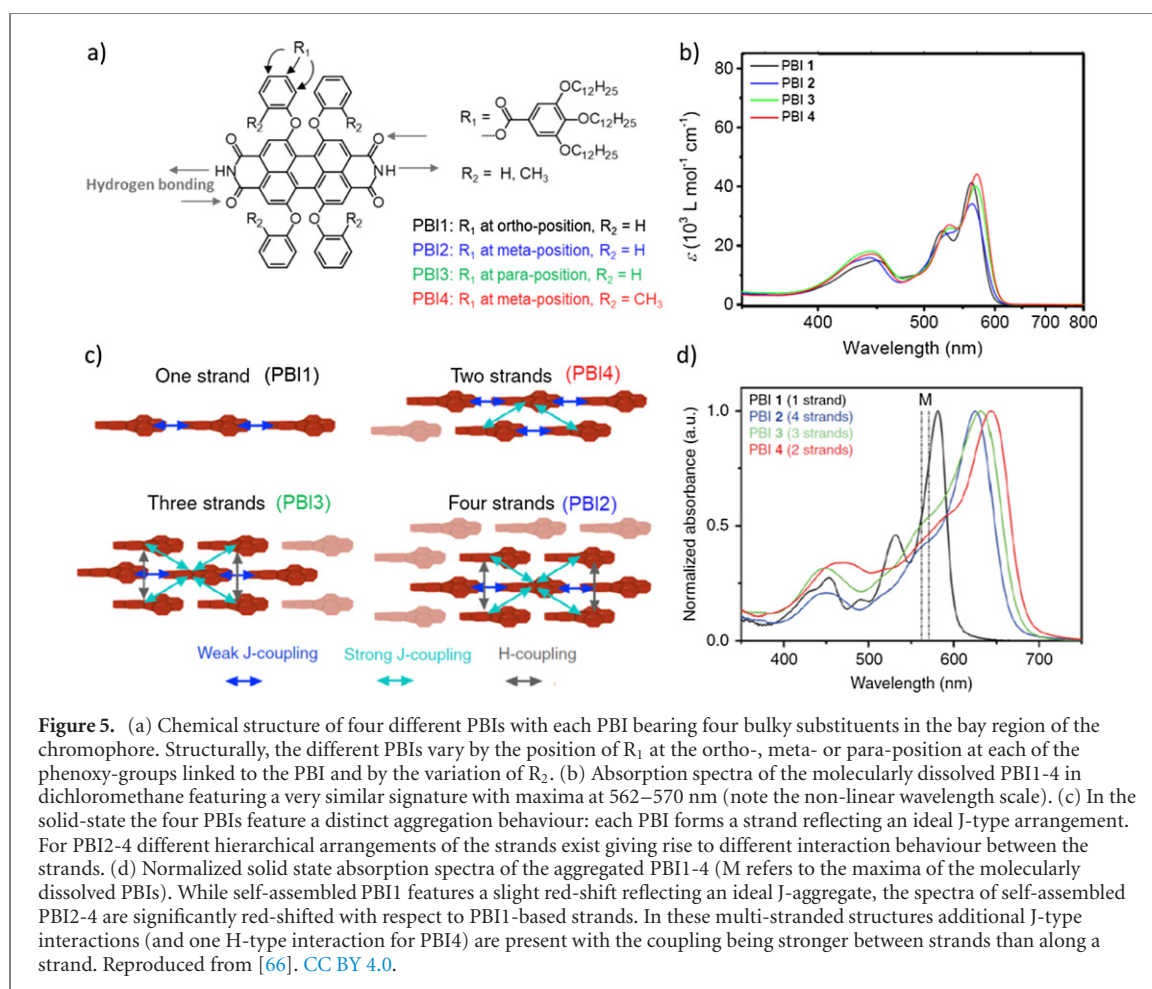 a)
R₁
R₂
R₂
O
O
O
O
HN
NH
O
O
Hydrogen bonding
O
O
R₂
R₂
OC₁₂H₂₅
O
R₁ =
OC₁₂H₂₅
O
OC₁₂H₂₅
R₂ = H, CH₃
PBI1: R₁ at ortho-position, R₂ = H
PBI2: R₁ at meta-position, R₂ = H
PBI3: R₁ at para-position, R₂ = H
PBI4: R₁ at meta-position, R₂ = CH₃
b)
PBI 1
PBI 2
PBI 3
PBI 4
80
60
40
20
0
ε (10³ L mol⁻¹ cm⁻¹)
400 500 600 700 800
Wavelength (nm)
c)
One strand (PBI1)
Two strands (PBI4)
Three strands (PBI3)
Four strands (PBI2)
Weak J-coupling
Strong J-coupling
H-coupling
d)
PBI 1 (1 strand)
PBI 2 (4 strands)
PBI 3 (3 strands)
PBI 4 (2 strands)
M
1.0
0.5
0.0
Normalized absorbance (a.u.)
400 500 600 700
Wavelength (nm)
Figure 5. (a) Chemical structure of four different PBIs with each PBI bearing four bulky substituents in the bay region of the
chromophore. Structurally, the different PBIs vary by the position of R₁ at the ortho-, meta- or para-position at each of the
phenoxy-groups linked to the PBI and by the variation of R₂. (b) Absorption spectra of the molecularly dissolved PBI1-4 in
dichloromethane featuring a very similar signature with maxima at 562–570 nm (note the non-linear wavelength scale). (c) In the
solid-state the four PBIs feature a distinct aggregation behaviour: each PBI forms a strand reflecting an ideal J-type arrangement.
For PBI2-4 different hierarchical arrangements of the strands exist giving rise to different interaction behaviour between the
strands. (d) Normalized solid state absorption spectra of the aggregated PBI1-4 (M refers to the maxima of the molecularly
dissolved PBIs). While self-assembled PBI1 features a slight red-shift reflecting an ideal J-aggregate, the spectra of self-assembled
PBI2-4 are significantly red-shifted with respect to PBI1-based strands. In these multi-stranded structures additional J-type
interactions (and one H-type interaction for PBI4) are present with the coupling being stronger between strands than along a
strand. Reproduced from [66]. CC BY 4.0.